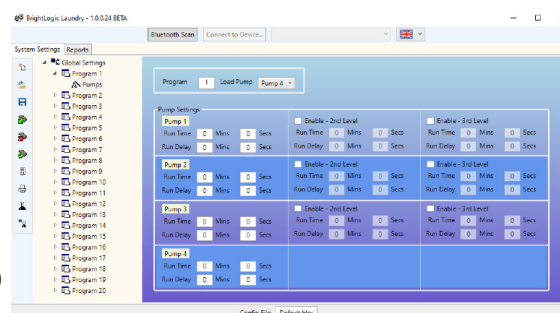 BrightLogic Laundry - 1.0.0.24 BETA
Bluetooth Scan Connect to Device...
System Settings Reports
Global Settings
Program 1
Pumps
Program 2
Program 3
Program 4
Program 5
Program 6
Program 7
Program 8
Program 9
Program 10
Program 11
Program 12
Program 13
Program 14
Program 15
Program 16
Program 17
Program 18
Program 19
Program 20
Program 1 Load Pump Pump 4
Pump Settings
Pump 1 Enable - 2nd Level Enable - 3rd Level
Run Time 0 Mins 0 Secs Run Time 0 Mins 0 Secs Run Time 0 Mins 0 Secs
Run Delay 0 Mins 0 Secs Run Delay 0 Mins 0 Secs Run Delay 0 Mins 0 Secs
Pump 2 Enable - 2nd Level Enable - 3rd Level
Run Time 0 Mins 0 Secs Run Time 0 Mins 0 Secs Run Time 0 Mins 0 Secs
Run Delay 0 Mins 0 Secs Run Delay 0 Mins 0 Secs Run Delay 0 Mins 0 Secs
Pump 3 Enable - 2nd Level Enable - 3rd Level
Run Time 0 Mins 0 Secs Run Time 0 Mins 0 Secs Run Time 0 Mins 0 Secs
Run Delay 0 Mins 0 Secs Run Delay 0 Mins 0 Secs Run Delay 0 Mins 0 Secs
Pump 4
Run Time 0 Mins 0 Secs
Run Delay 0 Mins 0 Secs
Config File